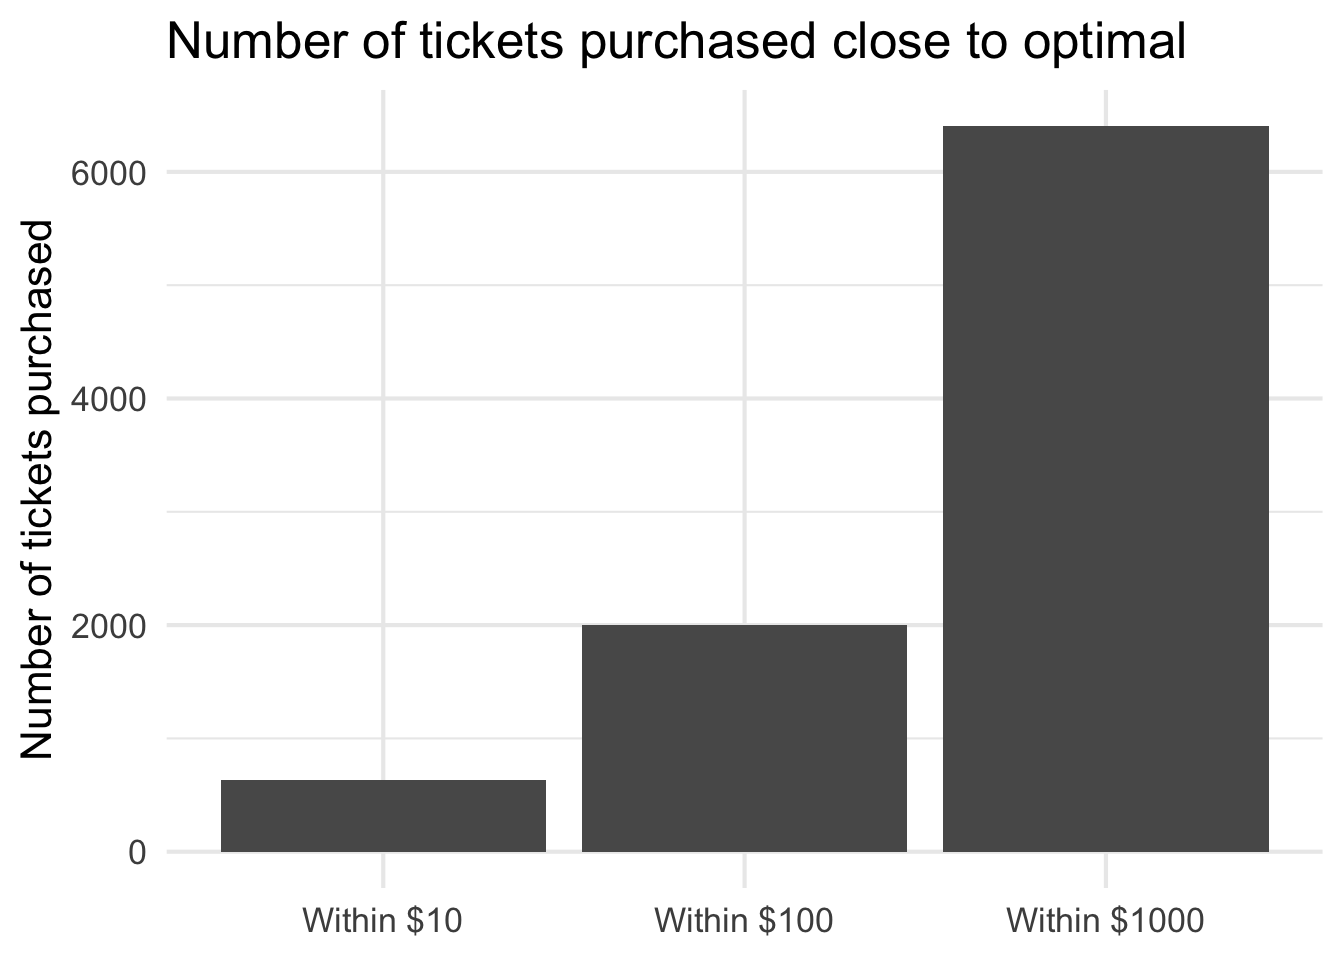 Number of tickets purchased close to optimal
Number of tickets purchased
6000
4000
2000
0
Within $10
Within $100
Within $1000